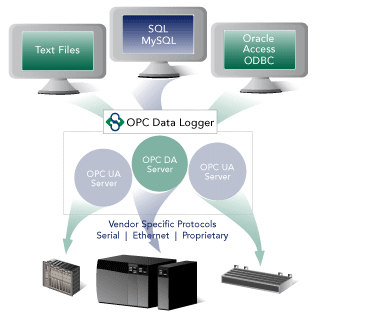 Text Files
SQL
MySQL
Oracle
Access
ODBC
OPC Data Logger
OPC UA
Server
OPC DA
Server
OPC UA
Server
Vendor Specific Protocols
Serial | Ethernet | Proprietary